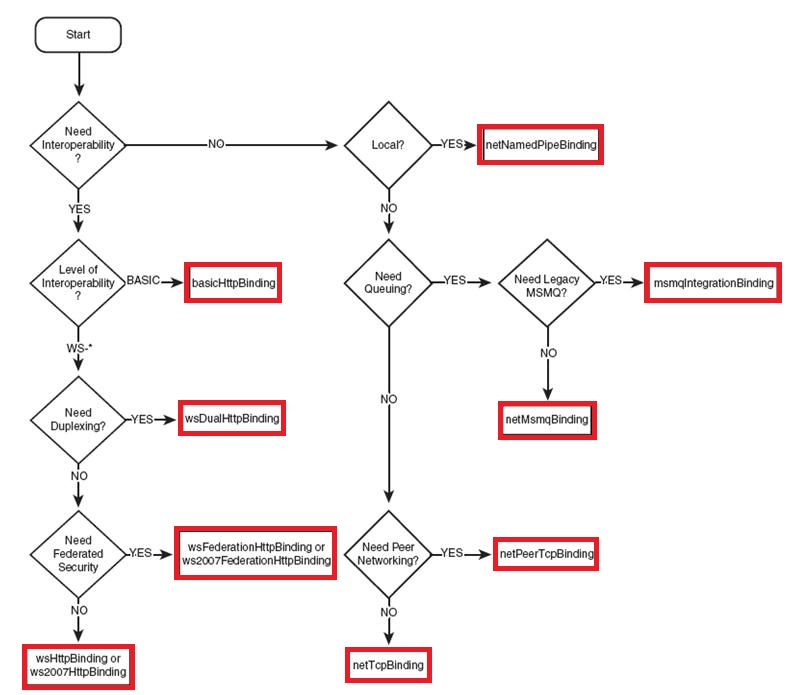 Start
Need
Interoperability
?
NO
Local?
YES
netNamedPipeBinding
YES
NO
Level of
Interoperability
?
BASIC
basicHttpBinding
Need
Queuing?
YES
Need Legacy
MSMQ?
YES
msmqIntegrationBinding
WS-*
NO
netMsmqBinding
NO
Need
Duplexing?
YES
wsDualHttpBinding
NO
Need
Federated
Security
YES
wsFederationHttpBinding or
ws2007FederationHttpBinding
Need Peer
Networking?
YES
netPeerTcpBinding
NO
NO
wsHttpBinding or
ws2007HttpBinding
netTcpBinding